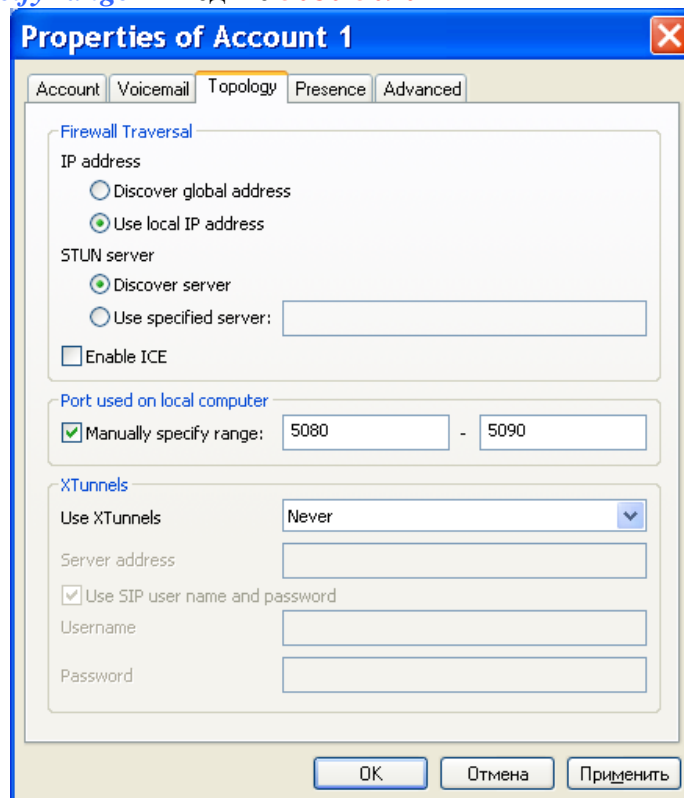 Properties of Account 1
Account Voicemail Topology Presence Advanced
Firewall Traversal
IP address
Discover global address
Use local IP address
STUN server
Discover server
Use specified server:
Enable ICE
Port used on local computer
Manually specify range: 5080 - 5090
XTunnels
Use XTunnels Never
Server address
Use SIP user name and password
Username
Password
OK Отмена Применить